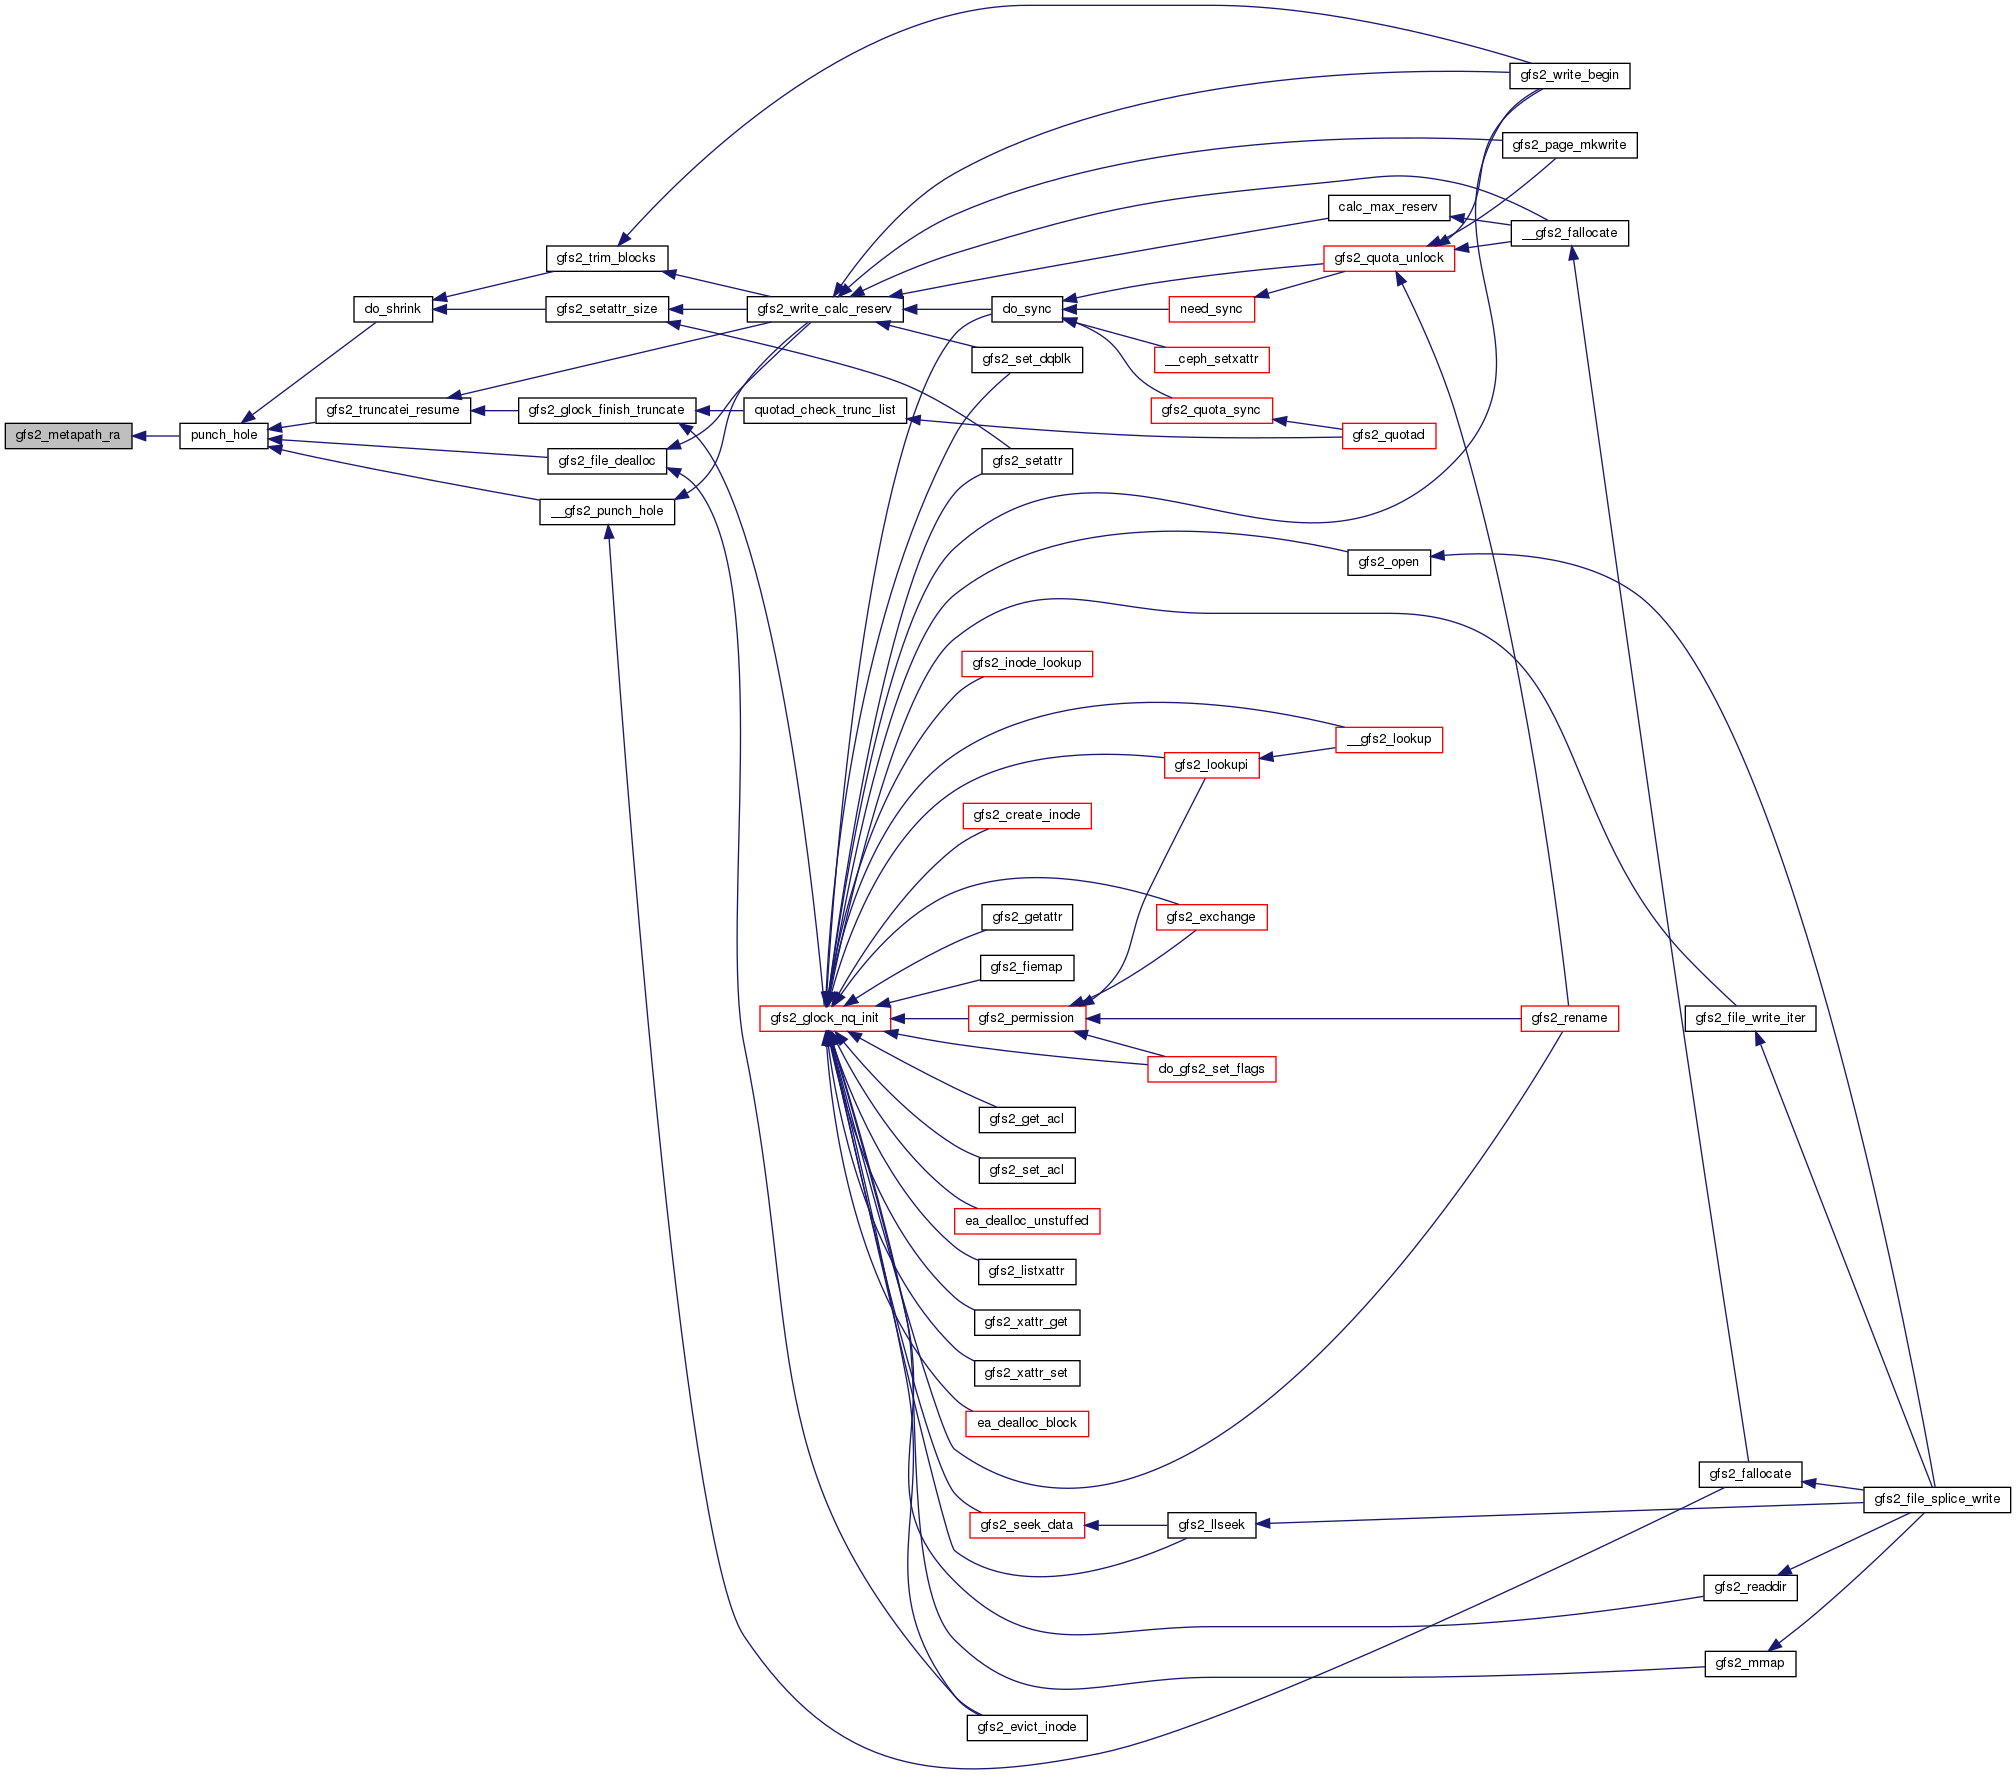 gfs2_write_begin
gfs2_page_mkwrite
calc_max_reserv
__gfs2_fallocate
gfs2_trim_blocks
gfs2_quota_unlock
do_shrink
gfs2_setattr_size
gfs2_write_calc_reserv
do_sync
need_sync
gfs2_set_dqblk
__ceph_setxattr
gfs2_truncatei_resume
gfs2_glock_finish_truncate
quotad_check_trunc_list
gfs2_quota_sync
gfs2_metapath_ra
punch_hole
gfs2_quotad
gfs2_file_dealloc
gfs2_setattr
__gfs2_punch_hole
gfs2_open
gfs2_inode_lookup
__gfs2_lookup
gfs2_lookupi
gfs2_create_inode
gfs2_getattr
gfs2_exchange
gfs2_fiemap
gfs2_glock_nq_init
gfs2_permission
gfs2_rename
gfs2_file_write_iter
do_gfs2_set_flags
gfs2_get_acl
gfs2_set_acl
ea_dealloc_unstuffed
gfs2_listxattr
gfs2_xattr_get
gfs2_xattr_set
ea_dealloc_block
gfs2_fallocate
gfs2_file_splice_write
gfs2_seek_data
gfs2_llseek
gfs2_readdir
gfs2_mmap
gfs2_evict_inode